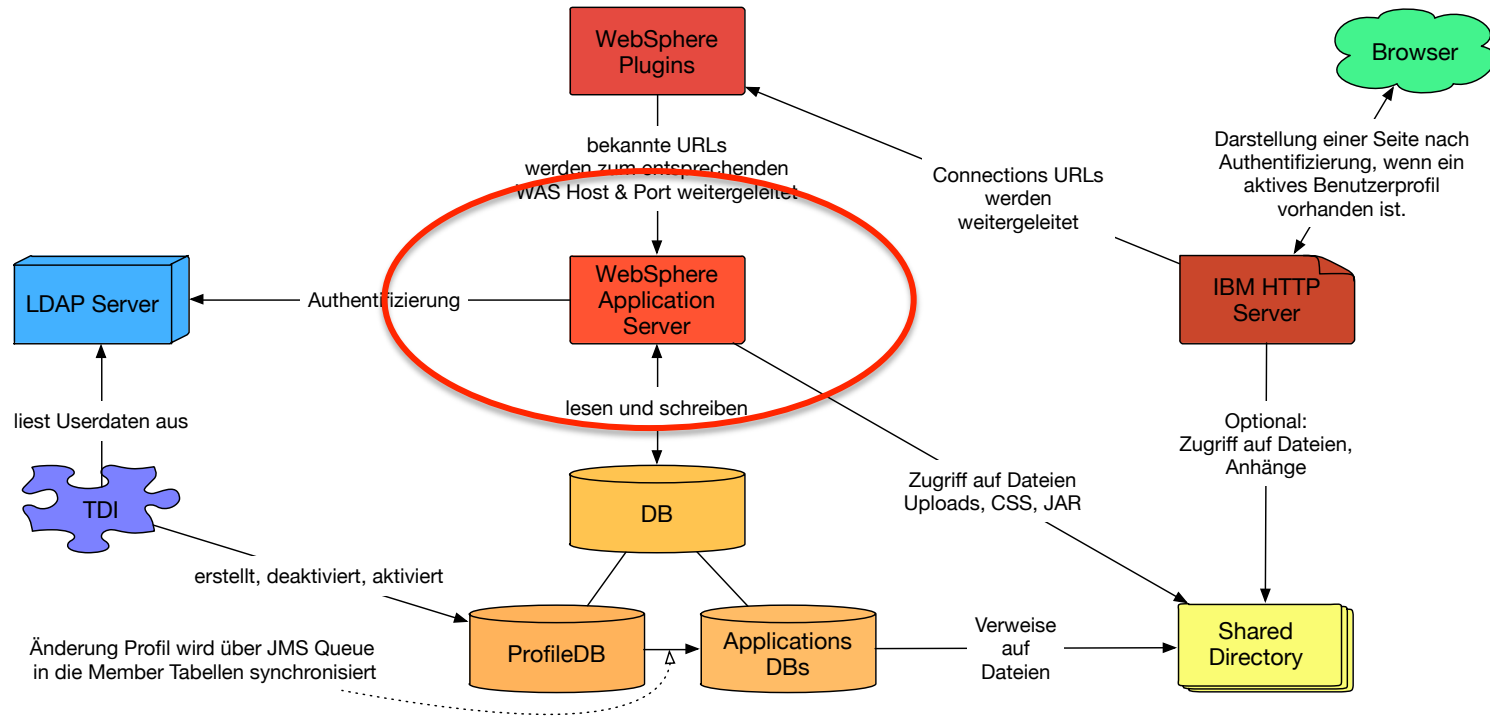 WebSphere
Plugins
Browser
bekannte URLs
werden zum entsprechenden
WAS Host & Port weitergeleitet
Connections URLs
werden
weitergeleitet
Darstellung einer Seite nach
Authentifizierung, wenn ein
aktives Benutzerprofil
vorhanden ist.
LDAP Server
Authentifizierung
WebSphere
Application
Server
IBM HTTP
Server
liest Userdaten aus
lesen und schreiben
Optional:
Zugriff auf Dateien,
Anhänge
TDI
DB
Zugriff auf Dateien
Uploads, CSS, JAR
erstellt, deaktiviert, aktiviert
Änderung Profil wird über JMS Queue
in die Member Tabellen synchronisiert
ProfileDB
Applications
DBs
Verweise
auf
Dateien
Shared
Directory